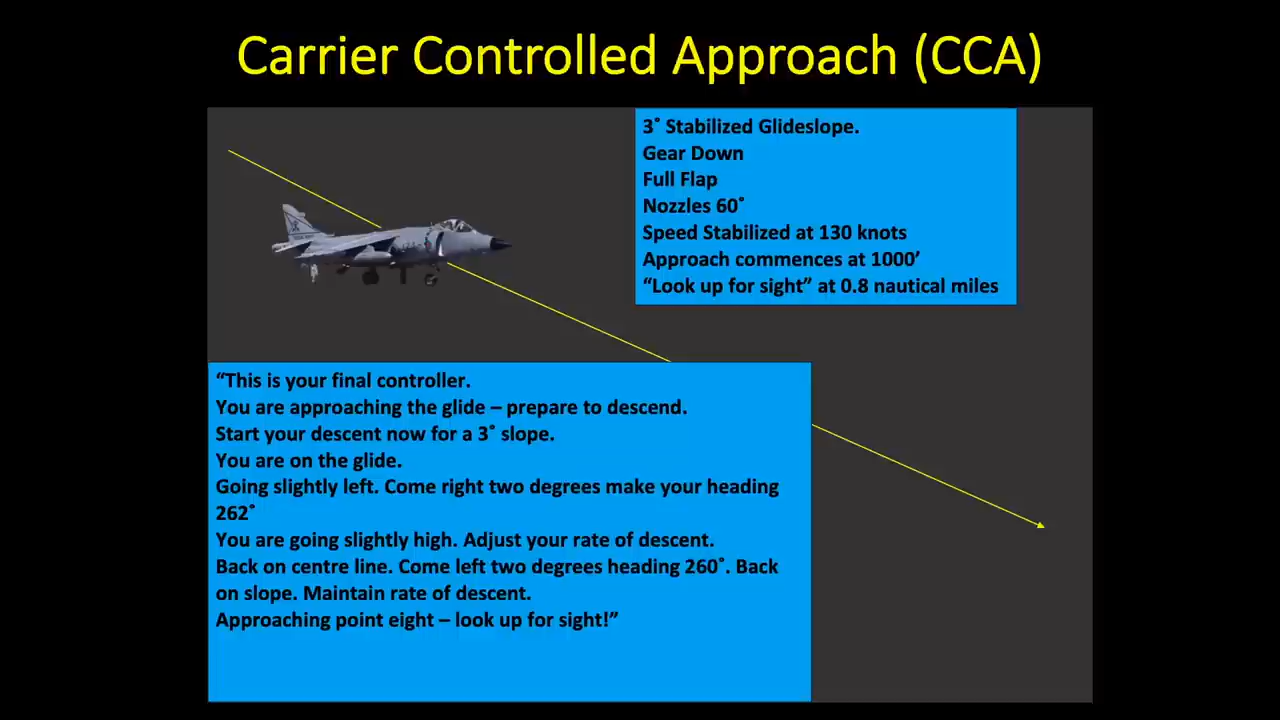 Carrier Controlled Approach (CCA)
3˚ Stabilized Glideslope.
Gear Down
Full Flap
Nozzles 60˚
Speed Stabilized at 130 knots
Approach commences at 1000’
“Look up for sight” at 0.8 nautical miles
“This is your final controller.
You are approaching the glide – prepare to descend.
Start your descent now for a 3˚ slope.
You are on the glide.
Going slightly left. Come right two degrees make your heading
262˚
You are going slightly high. Adjust your rate of descent.
Back on centre line. Come left two degrees heading 260˚. Back
on slope. Maintain rate of descent.
Approaching point eight – look up for sight!”